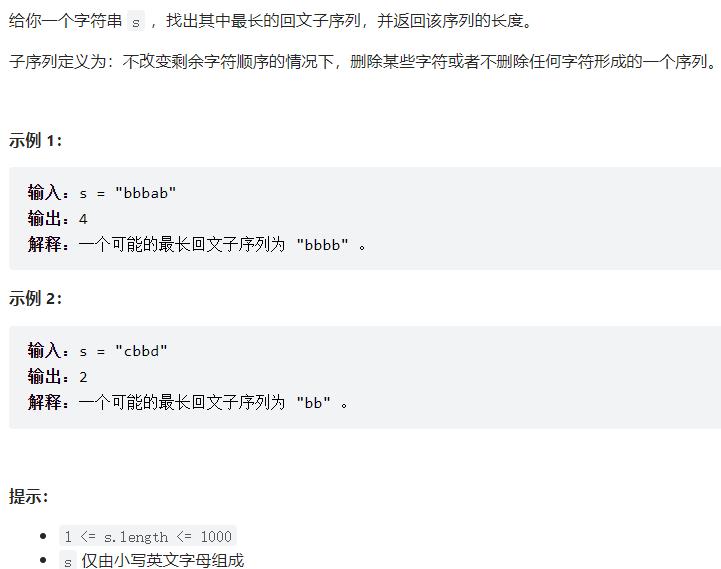 给你一个字符串 s ，找出其中最长的回文子序列，并返回该序列的长度。
子序列定义为：不改变剩余字符顺序的情况下，删除某些字符或者不删除任何字符形成的一个序列。
示例 1：
输入：s = "bbbab"
输出：4
解释：一个可能的最长回文子序列为 "bbbb" 。
示例 2：
输入：s = "cbbd"
输出：2
解释：一个可能的最长回文子序列为 "bb" 。
提示：
• 1 <= s.length <= 1000
• s 仅由小写英文字母组成